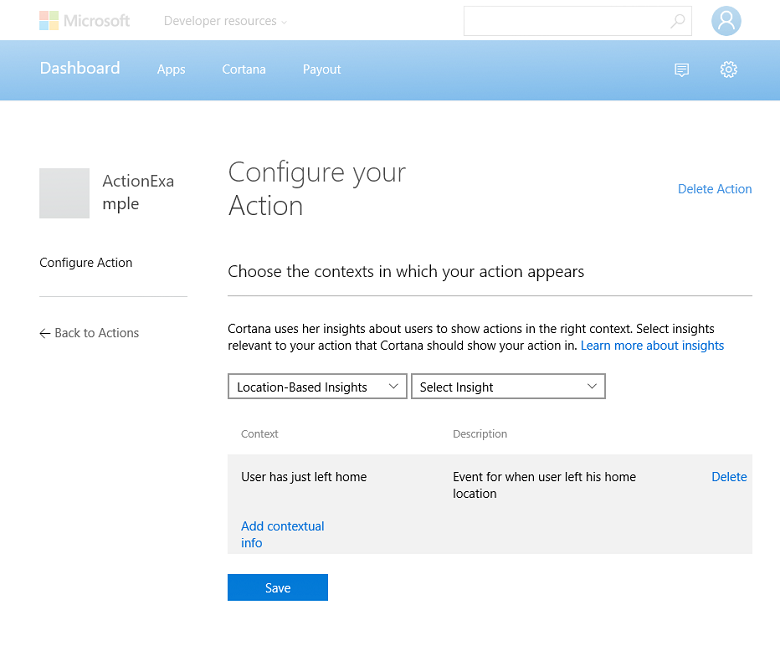 Microsoft
Developer resources
Dashboard
Apps
Cortana
Payout
ActionExa
mple
Configure your
Action
Delete Action
Configure Action
Choose the contexts in which your action appears
← Back to Actions
Cortana uses her insights about users to show actions in the right context. Select insights
relevant to your action that Cortana should show your action in. Learn more about insights
Location-Based Insights
Select Insight
Context
Description
User has just left home
Event for when user left his home
location
Delete
Add contextual
info
Save